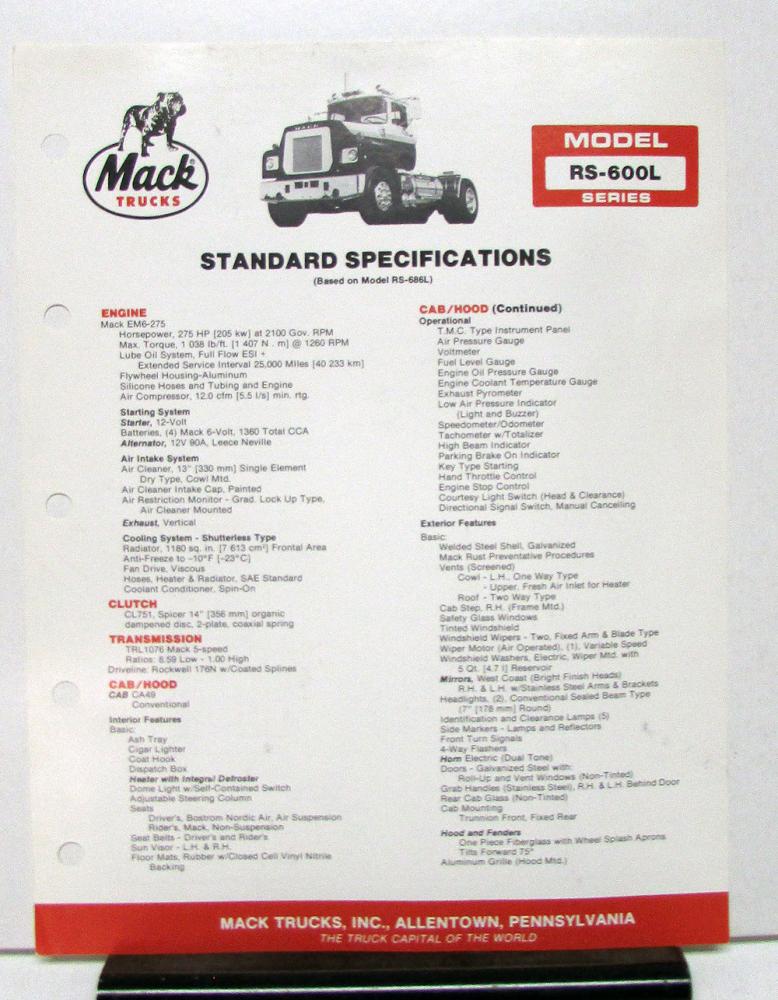 Mack
TRUCKS
MACK
MODEL
RS-600L
SERIES
STANDARD SPECIFICATIONS
(Based on Model RS-686L)
ENGINE
Mack EM6-275
Horsepower, 275 HP [205 kw] at 2100 Gov. RPM
Max. Torque, 1 038 lb/ft. [1 407 N . m] @ 1260 RPM
Lube Oil System, Full Flow ESI +
Extended Service Interval 25,000 Miles [40 233 km]
Flywheel Housing-Aluminum
Silicone Hoses and Tubing and Engine
Air Compressor, 12.0 cfm [5.5 l/s] min. rtg.
Starting System
Starter, 12-Volt
Batteries, (4) Mack 6-Volt, 1360 Total CCA
Alternator, 12V 90A, Leece Neville
Air Intake System
Air Cleaner, 13" [330 mm] Single Element
Dry Type, Cowl Mtd.
Air Cleaner Intake Cap, Painted
Air Restriction Monitor - Grad. Lock Up Type,
Air Cleaner Mounted
Exhaust, Vertical
Cooling System - Shutterless Type
Radiator, 1180 sq. in. [7 613 cm²] Frontal Area
Anti-Freeze to -10°F [-23°C]
Fan Drive, Viscous
Hoses, Heater & Radiator, SAE Standard
Coolant Conditioner, Spin-On
CLUTCH
CL751, Spicer 14" [356 mm] organic
dampened disc, 2-plate, coaxial spring
TRANSMISSION
TRL1076 Mack 5-speed
Ratios: 8.59 Low - 1.00 High
Driveline: Rockwell 176N w/Coated Splines
CAB/HOOD
CAB CA49
Conventional
Interior Features
Basic:
Ash Tray
Cigar Lighter
Coat Hook
Dispatch Box
Heater with Integral Defroster
Dome Light w/Self-Contained Switch
Adjustable Steering Column
Seats
Driver's, Bostrom Nordic Air, Air Suspension
Rider's, Mack, Non-Suspension
Seat Belts - Driver's and Rider's
Sun Visor - L.H. & R.H.
Floor Mats, Rubber w/Closed Cell Vinyl Nitrile
Backing
CAB/HOOD (Continued)
Operational
T.M.C. Type Instrument Panel
Air Pressure Gauge
Voltmeter
Fuel Level Gauge
Engine Oil Pressure Gauge
Engine Coolant Temperature Gauge
Exhaust Pyrometer
Low Air Pressure Indicator
(Light and Buzzer)
Speedometer/Odometer
Tachometer w/Totalizer
High Beam Indicator
Parking Brake On Indicator
Key Type Starting
Hand Throttle Control
Engine Stop Control
Courtesy Light Switch (Head & Clearance)
Directional Signal Switch, Manual Cancelling
Exterior Features
Basic:
Welded Steel Shell, Galvanized
Mack Rust Preventative Procedures
Vents (Screened)
Cowl - L.H., One Way Type
- Upper, Fresh Air Inlet for Heater
Roof - Two Way Type
Cab Step, R.H. (Frame Mtd.)
Safety Glass Windows
Tinted Windshield
Windshield Wipers - Two, Fixed Arm & Blade Type
Wiper Motor (Air Operated), (1), Variable Speed
Windshield Washers, Electric, Wiper Mtd. with
5 Qt. [4.7 l] Reservoir
Mirrors, West Coast (Bright Finish Heads)
R.H. & L.H. w/Stainless Steel Arms & Brackets
Headlights, (2), Conventional Sealed Beam Type
(7" [178 mm] Round)
Identification and Clearance Lamps (5)
Side Markers - Lamps and Reflectors
Front Turn Signals
4-Way Flashers
Horn Electric (Dual Tone)
Doors - Galvanized Steel with:
Roll-Up and Vent Windows (Non-Tinted)
Grab Handles (Stainless Steel), R.H. & L.H. Behind Door
Rear Cab Glass (Non-Tinted)
Cab Mounting
Trunnion Front, Fixed Rear
Hood and Fenders
One Piece Fiberglass with Wheel Splash Aprons
Tilts Forward 75°
Aluminum Grille (Hood Mtd.)
MACK TRUCKS, INC., ALLENTOWN, PENNSYLVANIA
THE TRUCK CAPITAL OF THE WORLD